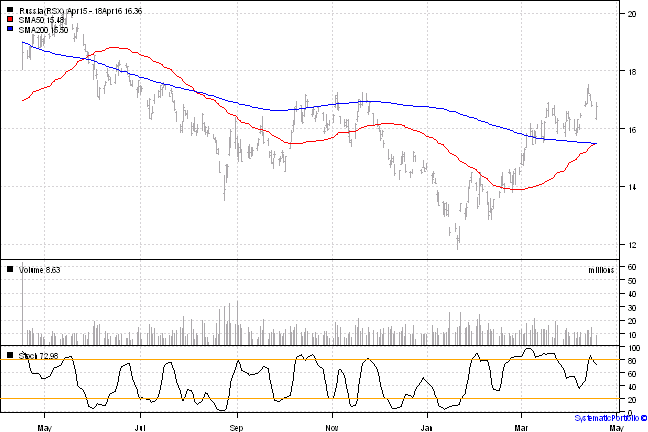 Russia(RSX) Apr15 - 18Apr16 16.36
SMA50 15.48
SMA200 15.50
20
18
16
14
12
Volume 8.63
millions
60
50
40
30
20
10
Stoch 72.98
100
80
60
40
20
0
May
Jul
Sep
Nov
Jan
Mar
May
SystematicPortfolio ©